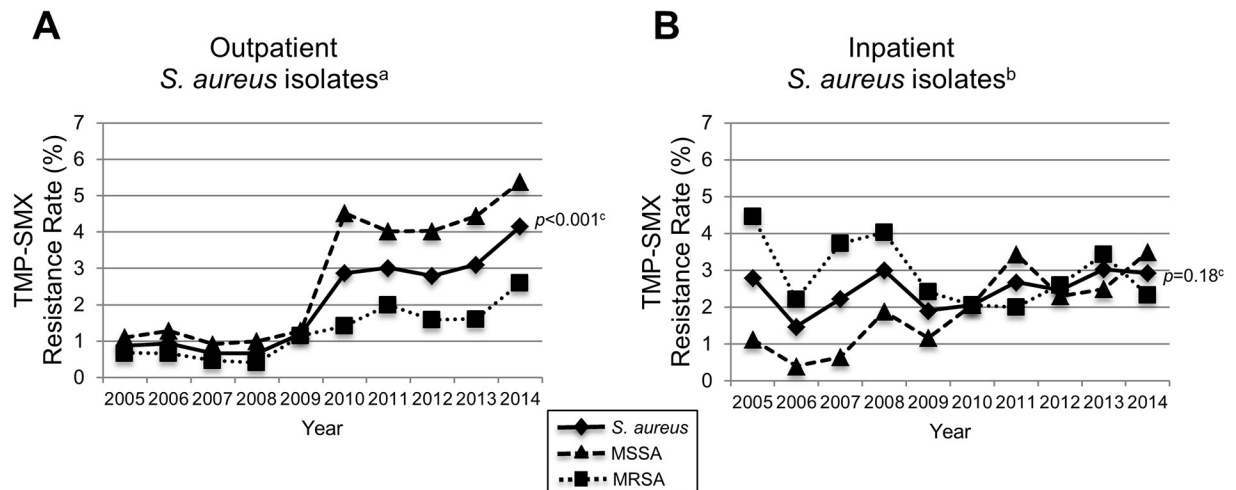 A
Outpatient
S. aureus isolatesᵃ
TMP-SMX
Resistance Rate (%)
7
6
5
4
3
2
1
0
p<0.001ᶜ
2005 2006 2007 2008 2009 2010 2011 2012 2013 2014
Year
B
Inpatient
S. aureus isolatesᵇ
TMP-SMX
Resistance Rate (%)
7
6
5
4
3
2
1
0
p=0.18ᶜ
2005 2006 2007 2008 2009 2010 2011 2012 2013 2014
Year
S. aureus
MSSA
MRSA